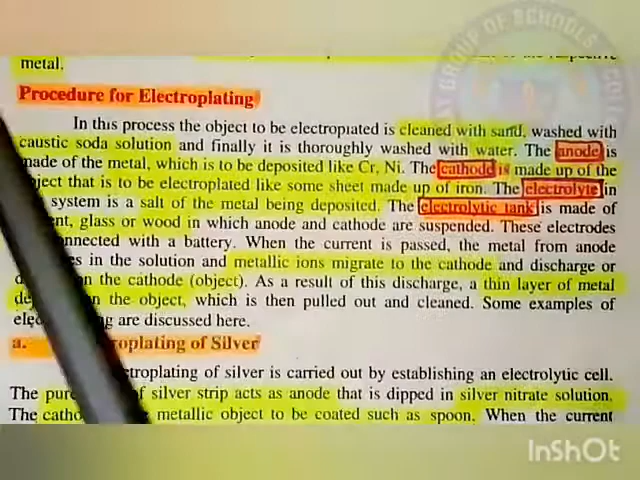 GROUP OF SCHOOLS
metal.
Procedure for Electroplating
In this process the object to be electroplated is cleaned with sand, washed with
caustic soda solution and finally it is thoroughly washed with water. The anode is
made of the metal, which is to be deposited like Cr, Ni. The cathode is made up of the
object that is to be electroplated like some sheet made up of iron. The electrolyte in
system is a salt of the metal being deposited. The electrolytic tank is made of
glass or wood in which anode and cathode are suspended. These electrodes
connected with a battery. When the current is passed, the metal from anode
in the solution and metallic ions migrate to the cathode and discharge or
on the cathode (object). As a result of this discharge, a thin layer of metal
on the object, which is then pulled out and cleaned. Some examples of
are discussed here.
a. Electroplating of Silver
Electroplating of silver is carried out by establishing an electrolytic cell.
The pure of silver strip acts as anode that is dipped in silver nitrate solution.
The metallic object to be coated such as spoon. When the current
InShOt